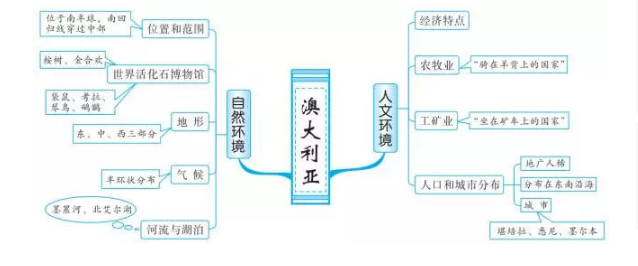 位于南半球，南回
归线穿过中部
位置和范围
桉树、金合欢
世界活化石博物馆
袋鼠、考拉、
琴鸟、鸸鹋
地 形
东、中、西三部分
气 候
半环状分布
墨累河、北艾尔湖
河流与湖泊
自然环境
澳大利亚
人文环境
经济特点
农牧业
“骑在羊背上的国家”
工矿业
“坐在矿车上的国家”
人口和城市分布
地广人稀
分布在东南沿海
城 市
堪培拉、悉尼、墨尔本